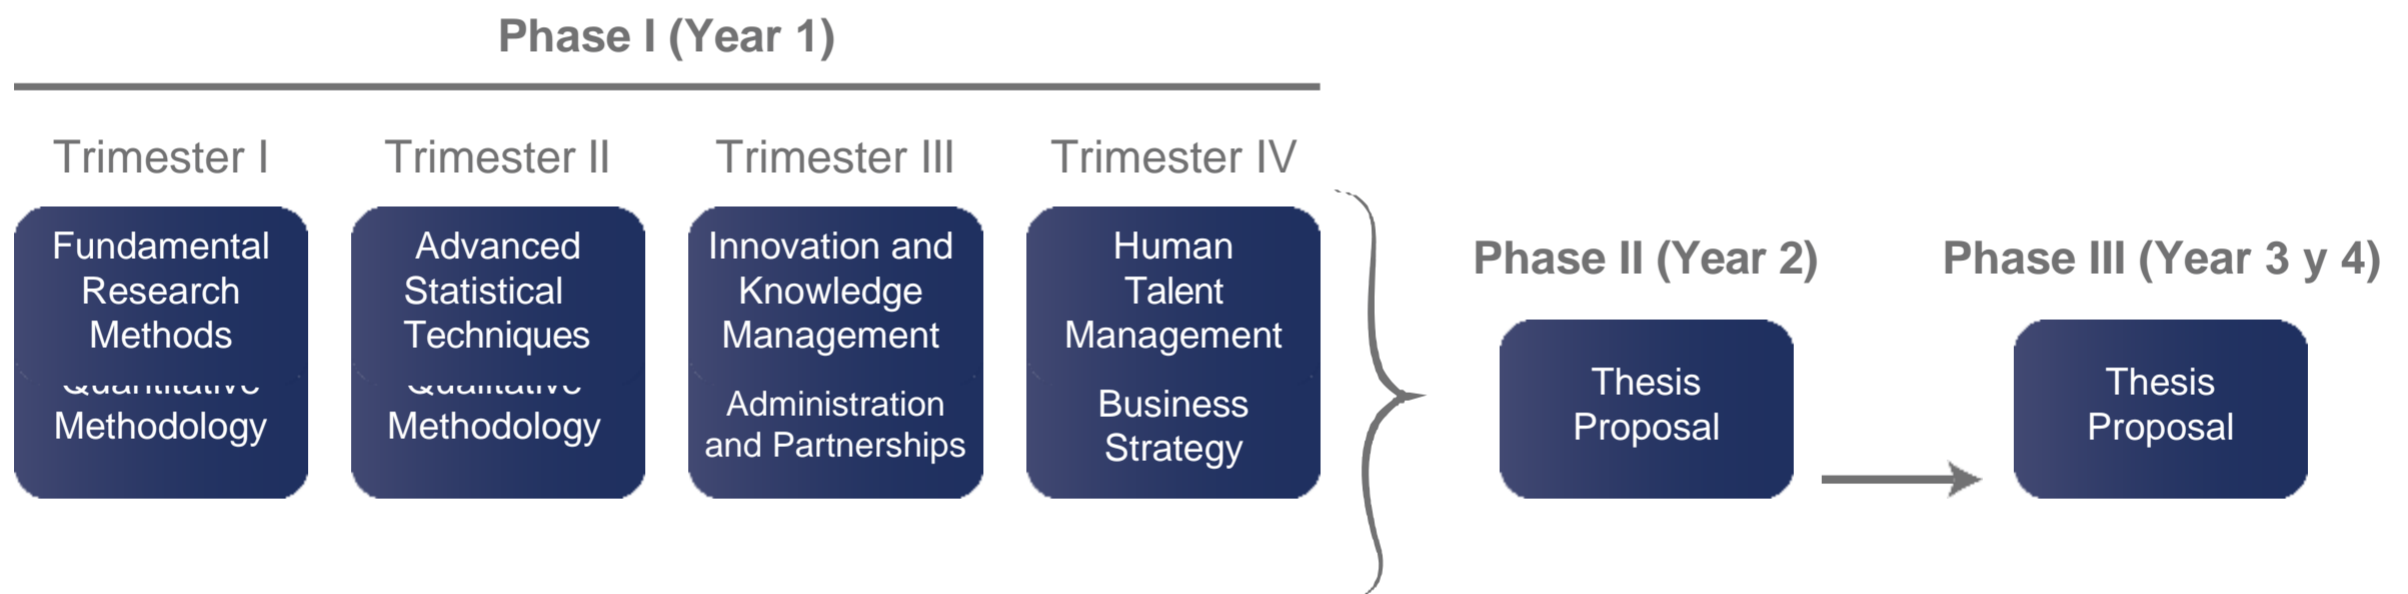 Phase I (Year 1)
Trimester I
Trimester II
Trimester III
Trimester IV
Fundamental
Research
Methods
Quantitative
Methodology
Advanced
Statistical
Techniques
Qualitative
Methodology
Innovation and
Knowledge
Management
Administration
and Partnerships
Human
Talent
Management
Business
Strategy
Phase II (Year 2)
Thesis
Proposal
Phase III (Year 3 y 4)
Thesis
Proposal